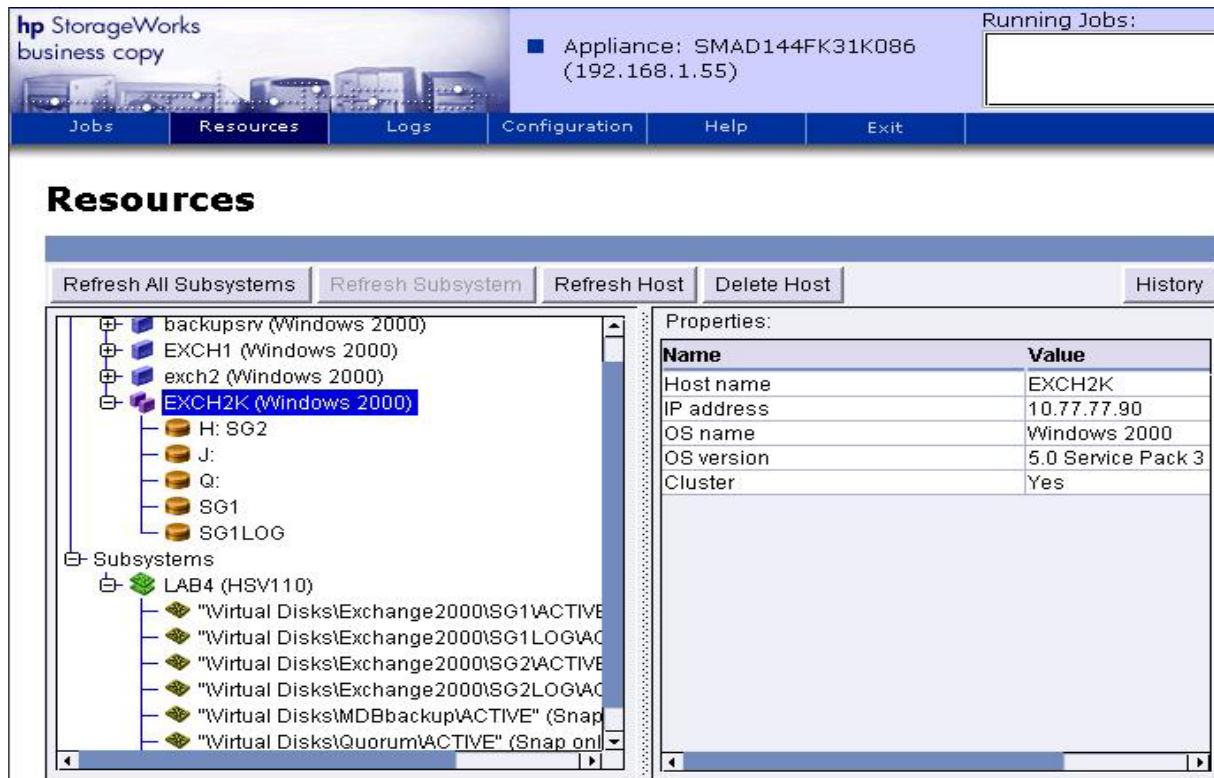 hp StorageWorks
business copy
Appliance: SMAD144FK31K086
(192.168.1.55)
Running Jobs:
Jobs Resources Logs Configuration Help Exit
Resources
Refresh All Subsystems Refresh Subsystem Refresh Host Delete Host History
backupsrv (Windows 2000)
EXCH1 (Windows 2000)
exch2 (Windows 2000)
EXCH2K (Windows 2000)
H: SG2
J:
Q:
SG1
SG1LOG
Subsystems
LAB4 (HSV110)
"\Virtual Disks\Exchange2000\SG1\ACTIVE
"\Virtual Disks\Exchange2000\SG1LOG\AC
"\Virtual Disks\Exchange2000\SG2\ACTIVE
"\Virtual Disks\Exchange2000\SG2LOG\AC
"\Virtual Disks\MDBbackup\ACTIVE" (Snap
"\Virtual Disks\Quorum\ACTIVE" (Snap onl
Properties:
Name Value
Host name EXCH2K
IP address 10.77.77.90
OS name Windows 2000
OS version 5.0 Service Pack 3
Cluster Yes